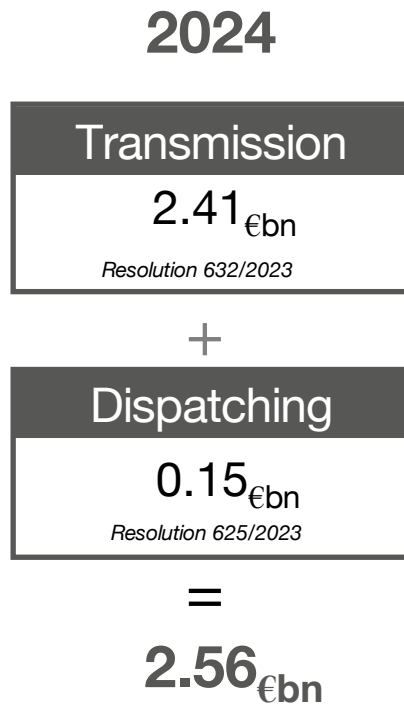 2024
Transmission
2.41€bn
Resolution 632/2023
+
Dispatching
0.15€bn
Resolution 625/2023
=
2.56€bn